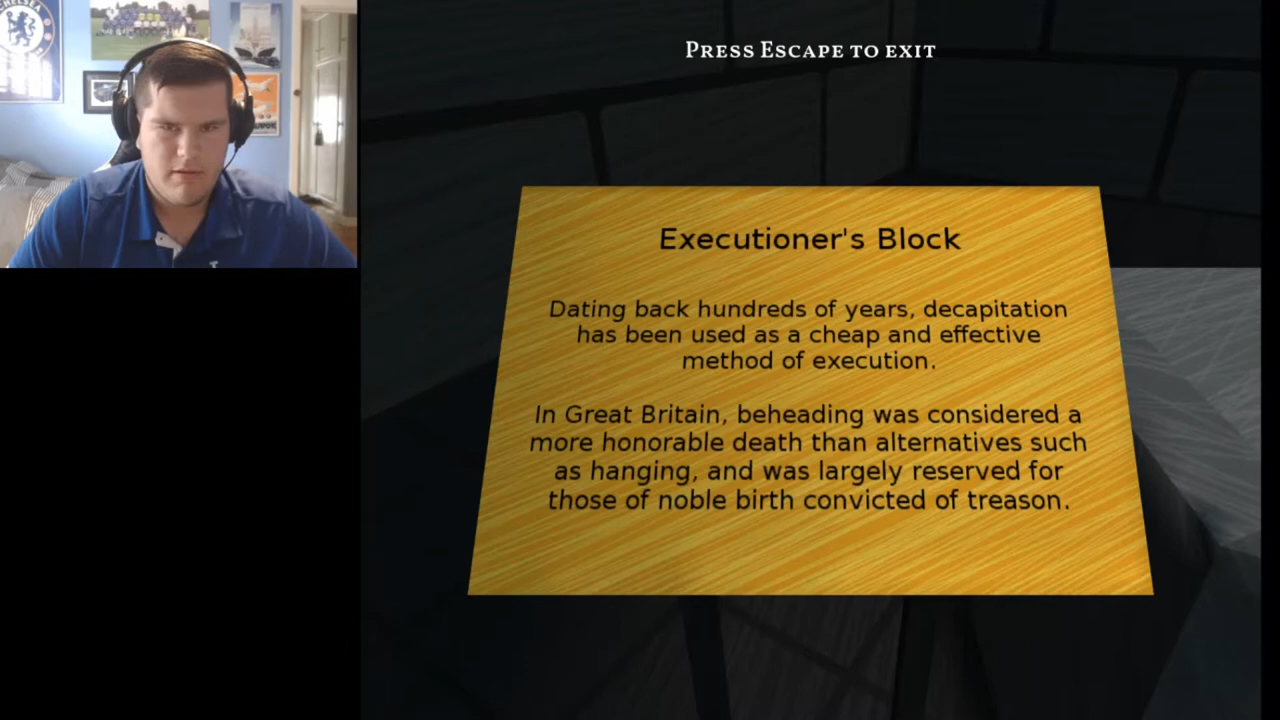 CHELSEA
PRESS ESCAPE TO EXIT
Executioner's Block
Dating back hundreds of years, decapitation
has been used as a cheap and effective
method of execution.
In Great Britain, beheading was considered a
more honorable death than alternatives such
as hanging, and was largely reserved for
those of noble birth convicted of treason.